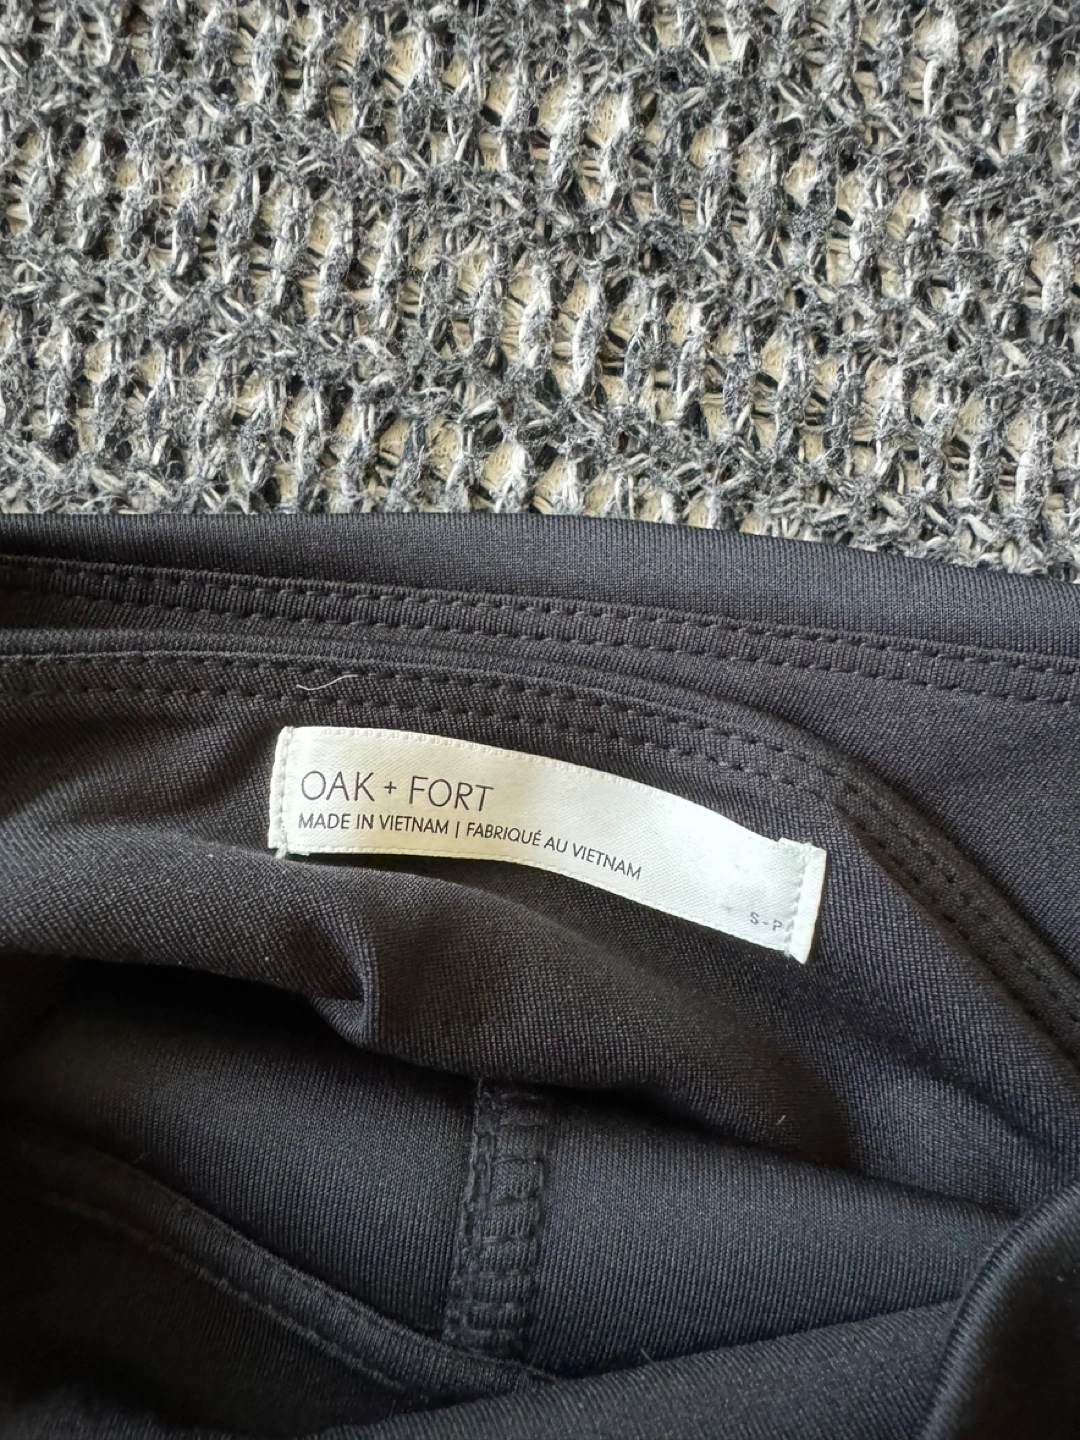 OAK + FORT
MADE IN VIETNAM | FABRIQUÉ AU VIETNAM
S-P